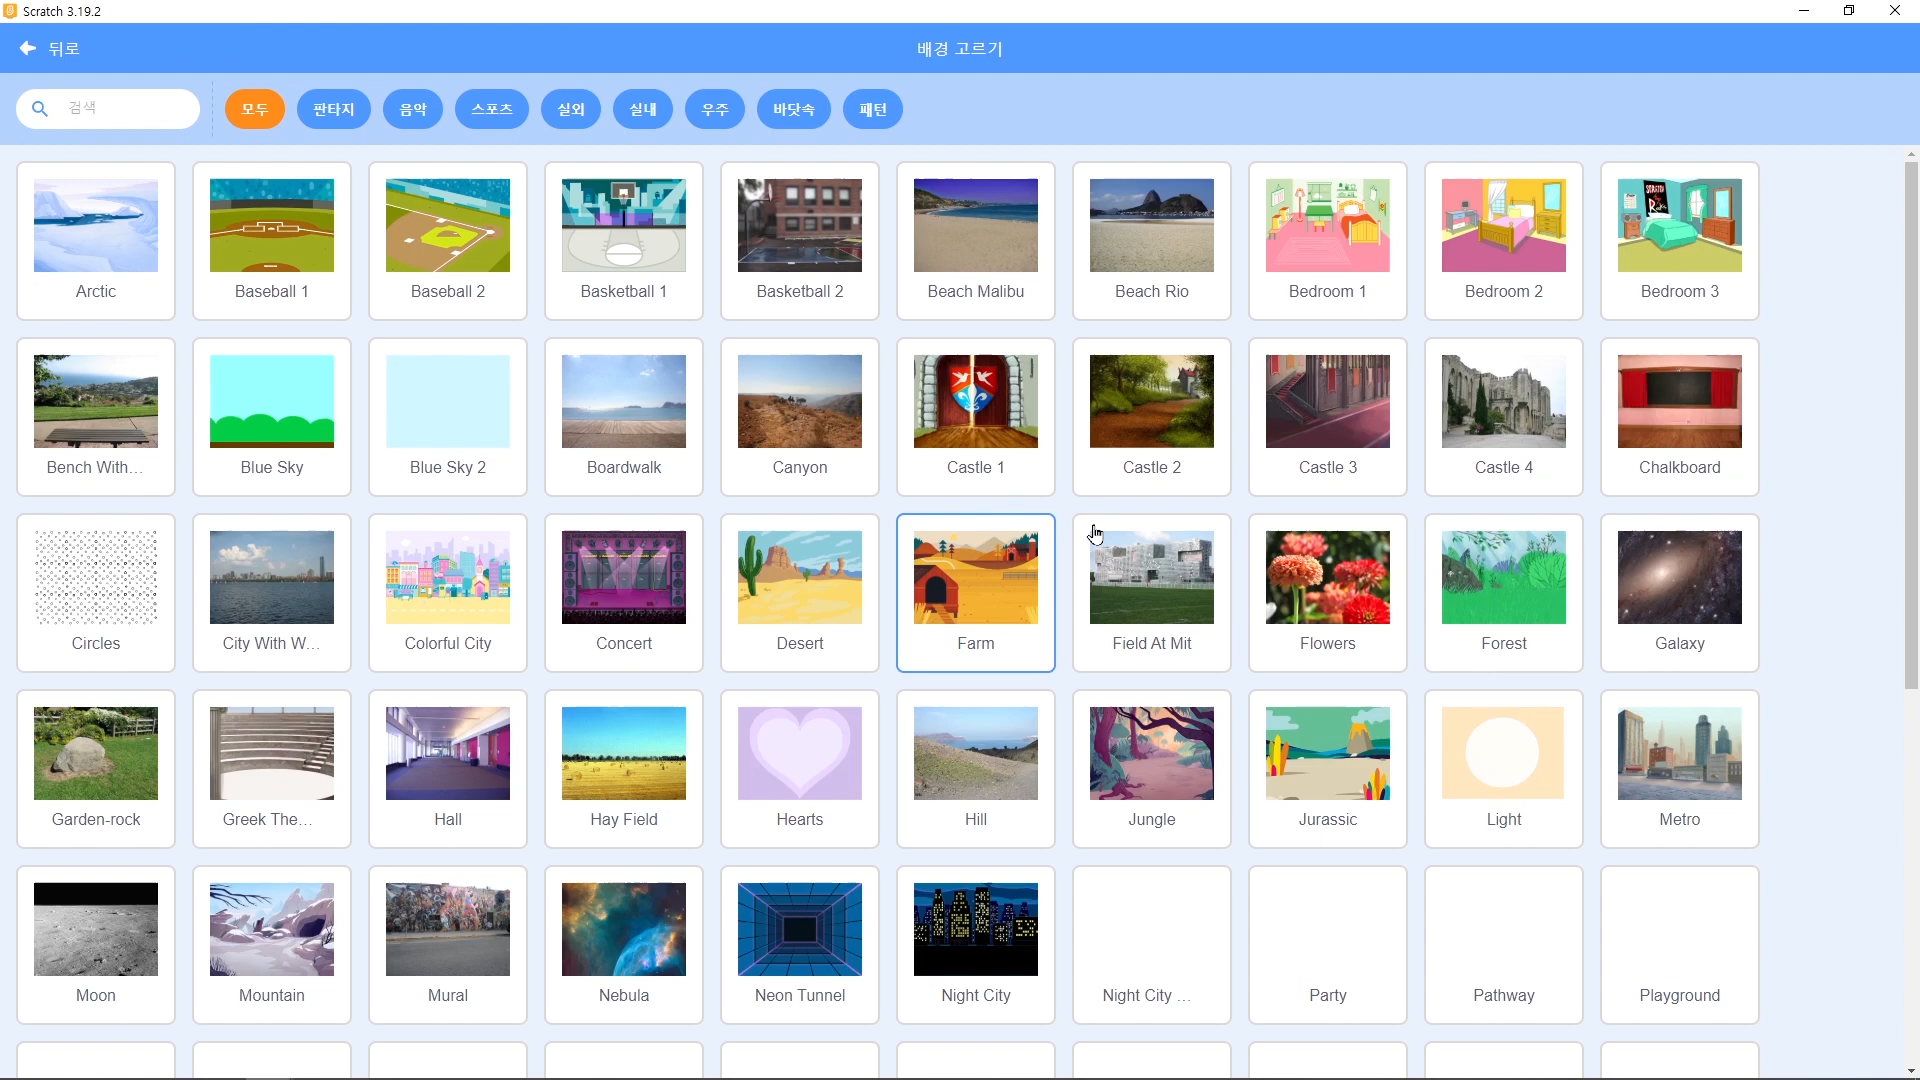 Scratch 3.19.2
뒤로
배경 고르기
검색
모두
판타지
음악
스포츠
실외
실내
우주
바닷속
패턴
Arctic
Baseball 1
Baseball 2
Basketball 1
Basketball 2
Beach Malibu
Beach Rio
Bedroom 1
Bedroom 2
Bedroom 3
Bench With...
Blue Sky
Blue Sky 2
Boardwalk
Canyon
Castle 1
Castle 2
Castle 3
Castle 4
Chalkboard
Circles
City With W...
Colorful City
Concert
Desert
Farm
Field At Mit
Flowers
Forest
Galaxy
Garden-rock
Greek The...
Hall
Hay Field
Hearts
Hill
Jungle
Jurassic
Light
Metro
Moon
Mountain
Mural
Nebula
Neon Tunnel
Night City
Night City ...
Party
Pathway
Playground